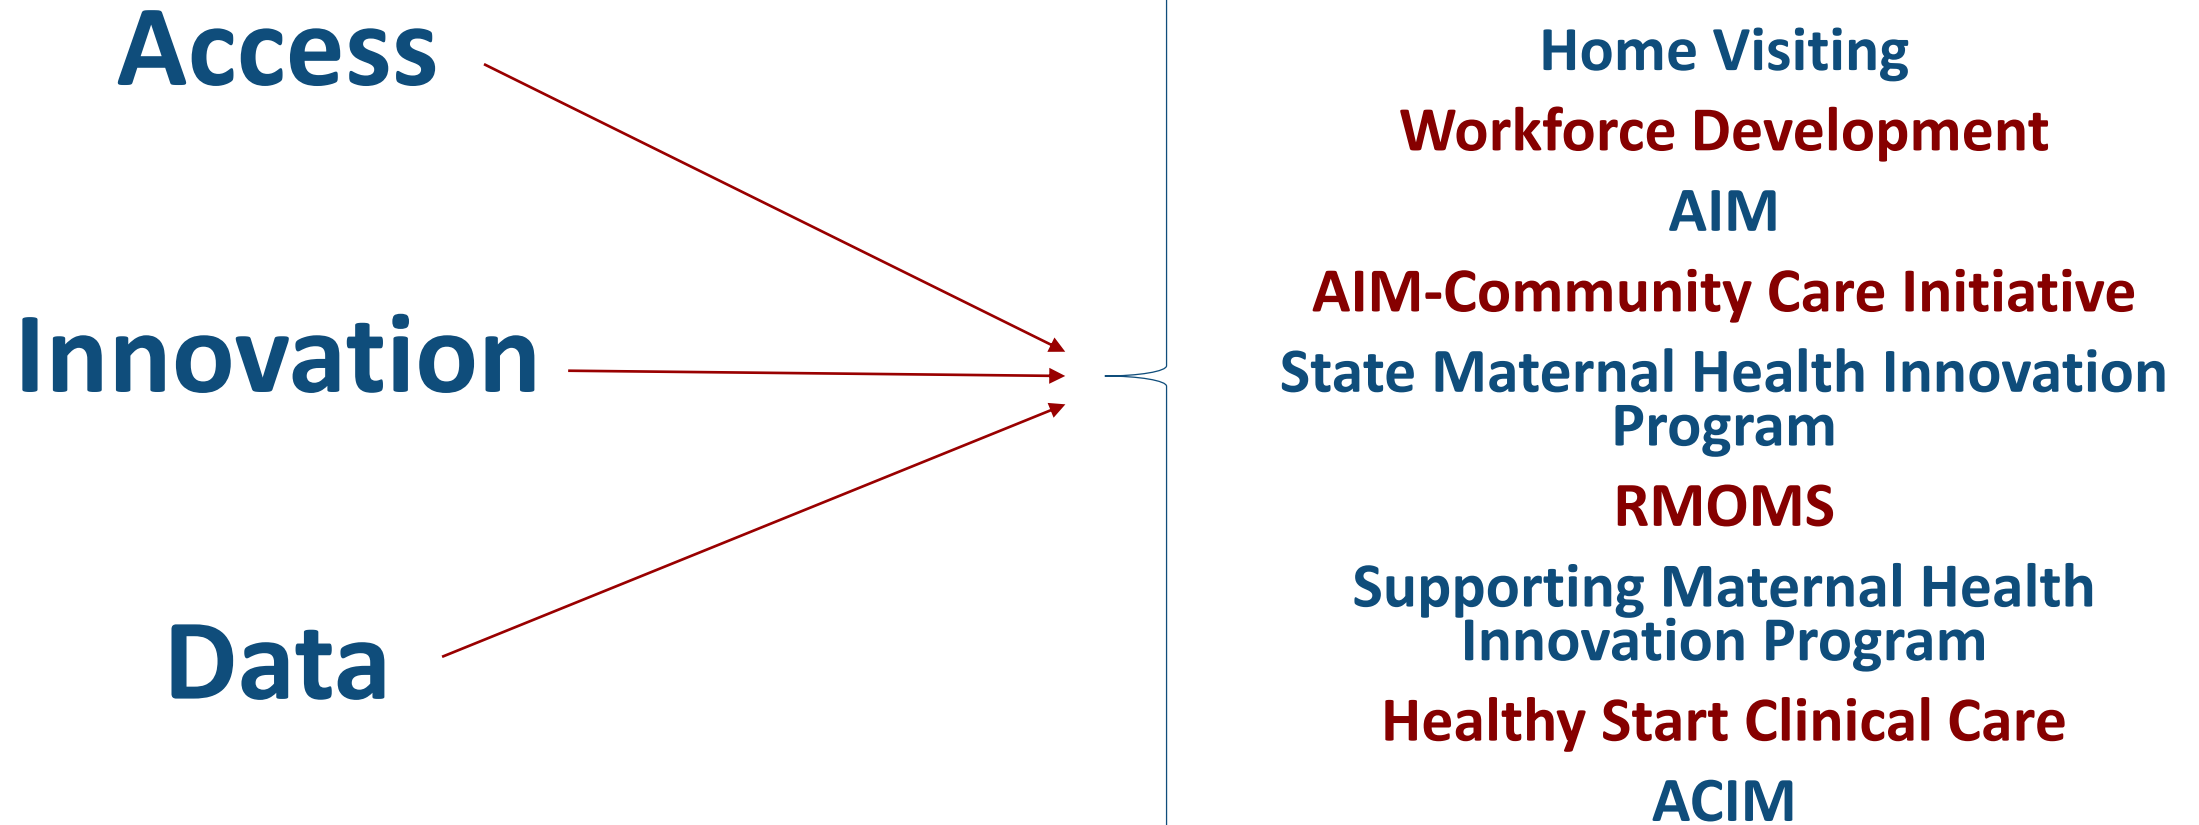 Access
Innovation
Data
Home Visiting
Workforce Development
AIM
AIM-Community Care Initiative
State Maternal Health Innovation
Program
RMOMS
Supporting Maternal Health
Innovation Program
Healthy Start Clinical Care
ACIM